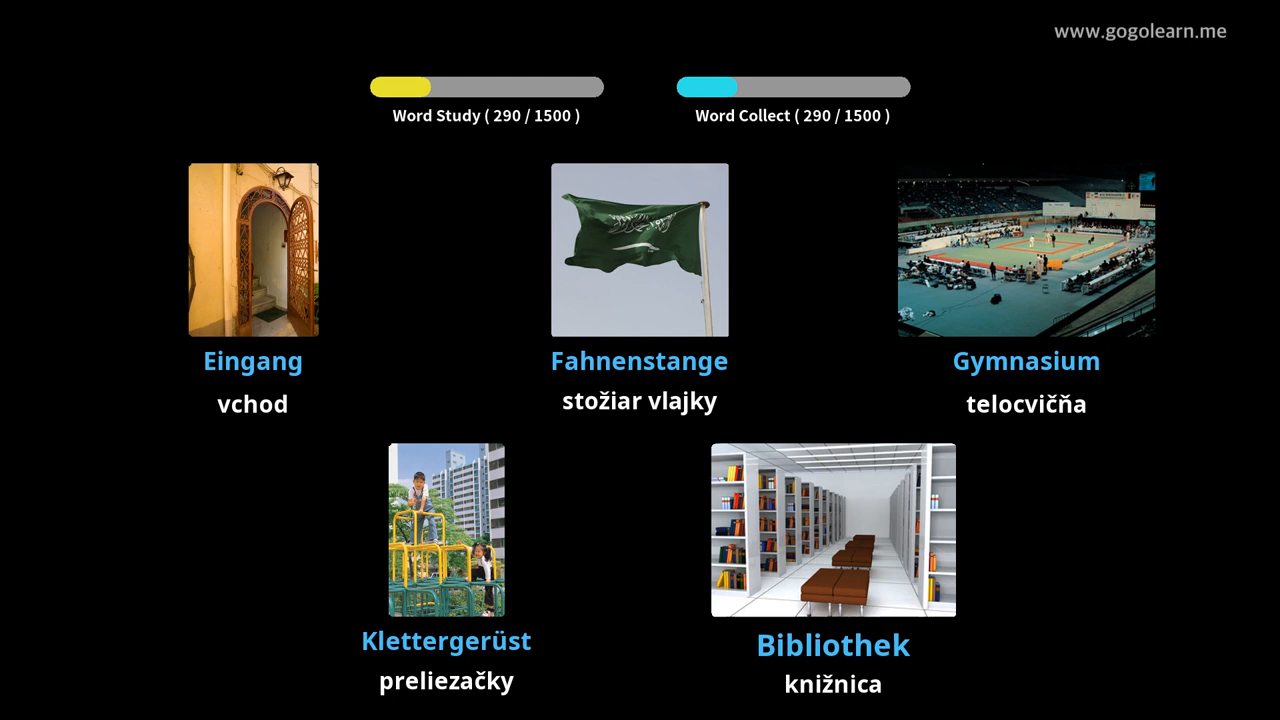 www.gogolearn.me
Word Study ( 290 / 1500 )
Word Collect ( 290 / 1500 )
Eingang
vchod
Fahnenstange
stožiar vlajky
Gymnasium
telocvičňa
Klettergerüst
preliezačky
Bibliothek
knižnica